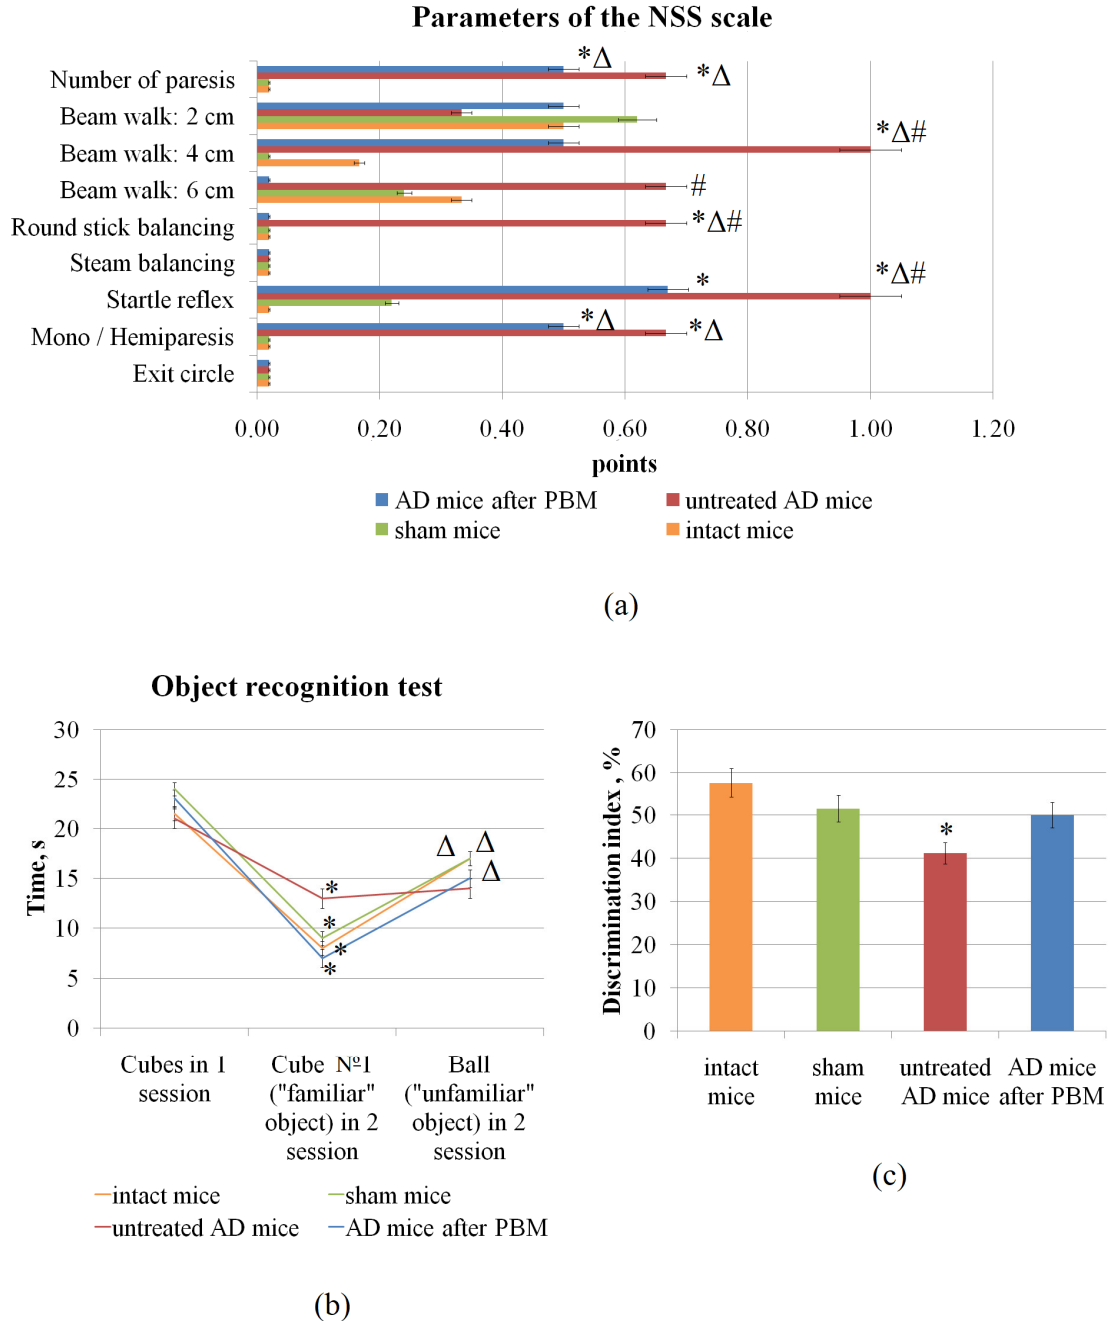 Parameters of the NSS scale
Number of paresis
*Δ
*Δ
Beam walk: 2 cm
Beam walk: 4 cm
*Δ#
Beam walk: 6 cm
#
Round stick balancing
*Δ#
Steam balancing
Startle reflex
*Δ#
*
Mono / Hemiparesis
*Δ
*Δ
Exit circle
0.00 0.20 0.40 0.60 0.80 1.00 1.20
points
AD mice after PBM untreated AD mice
sham mice intact mice
(a)
Object recognition test
30
25
20
15
10
5
0
Time, s
Δ Δ
Δ
*
*
*
*
Cubes in 1
session
Cube №1
("familiar"
object) in 2
session
Ball
("unfamiliar"
object) in 2
session
intact mice sham mice
untreated AD mice AD mice after PBM
(b)
70
60
50
40
30
20
10
0
Discrimination index , %
*
intact
mice
sham
mice
untreated
AD mice
AD mice
after PBM
(c)